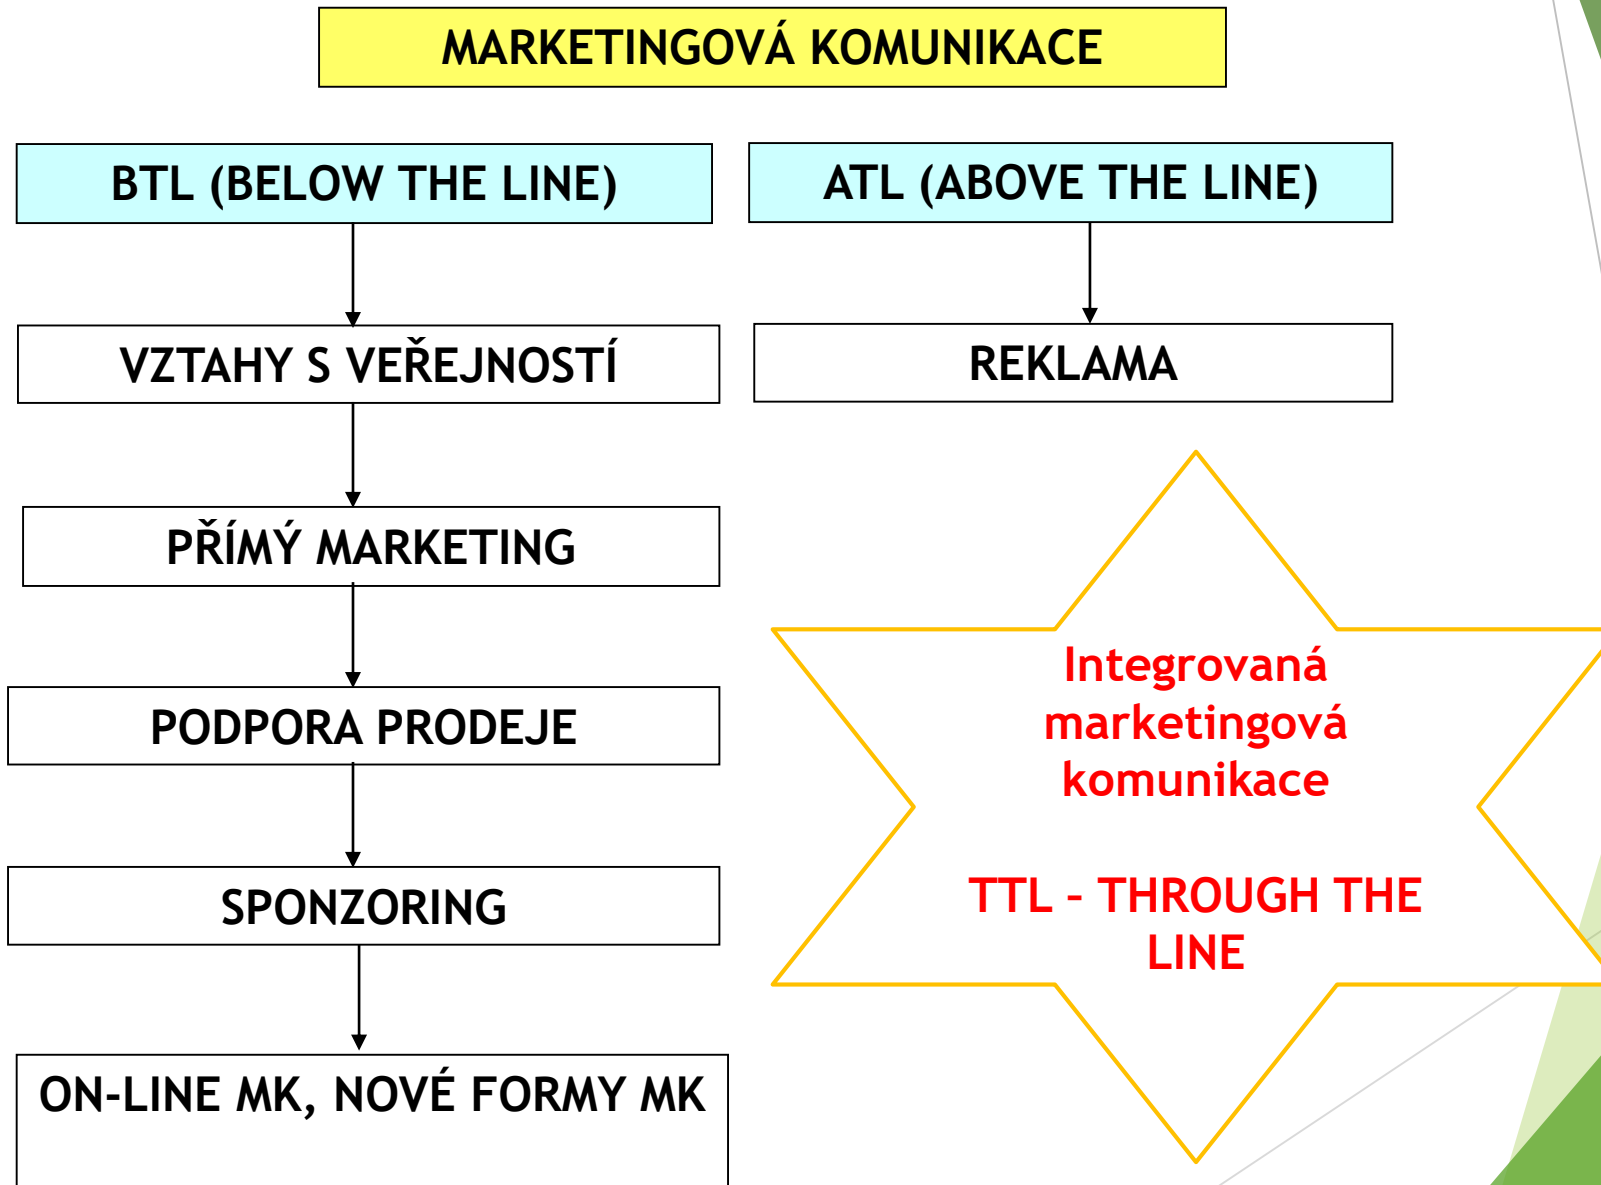 MARKETINGOVÁ KOMUNIKACE
BTL (BELOW THE LINE)
VZTAHY S VEŘEJNOSTÍ
PŘÍMÝ MARKETING
PODPORA PRODEJE
SPONZORING
ON-LINE MK, NOVÉ FORMY MK
ATL (ABOVE THE LINE)
REKLAMA
Integrovaná
marketingová
komunikace
TTL – THROUGH THE
LINE